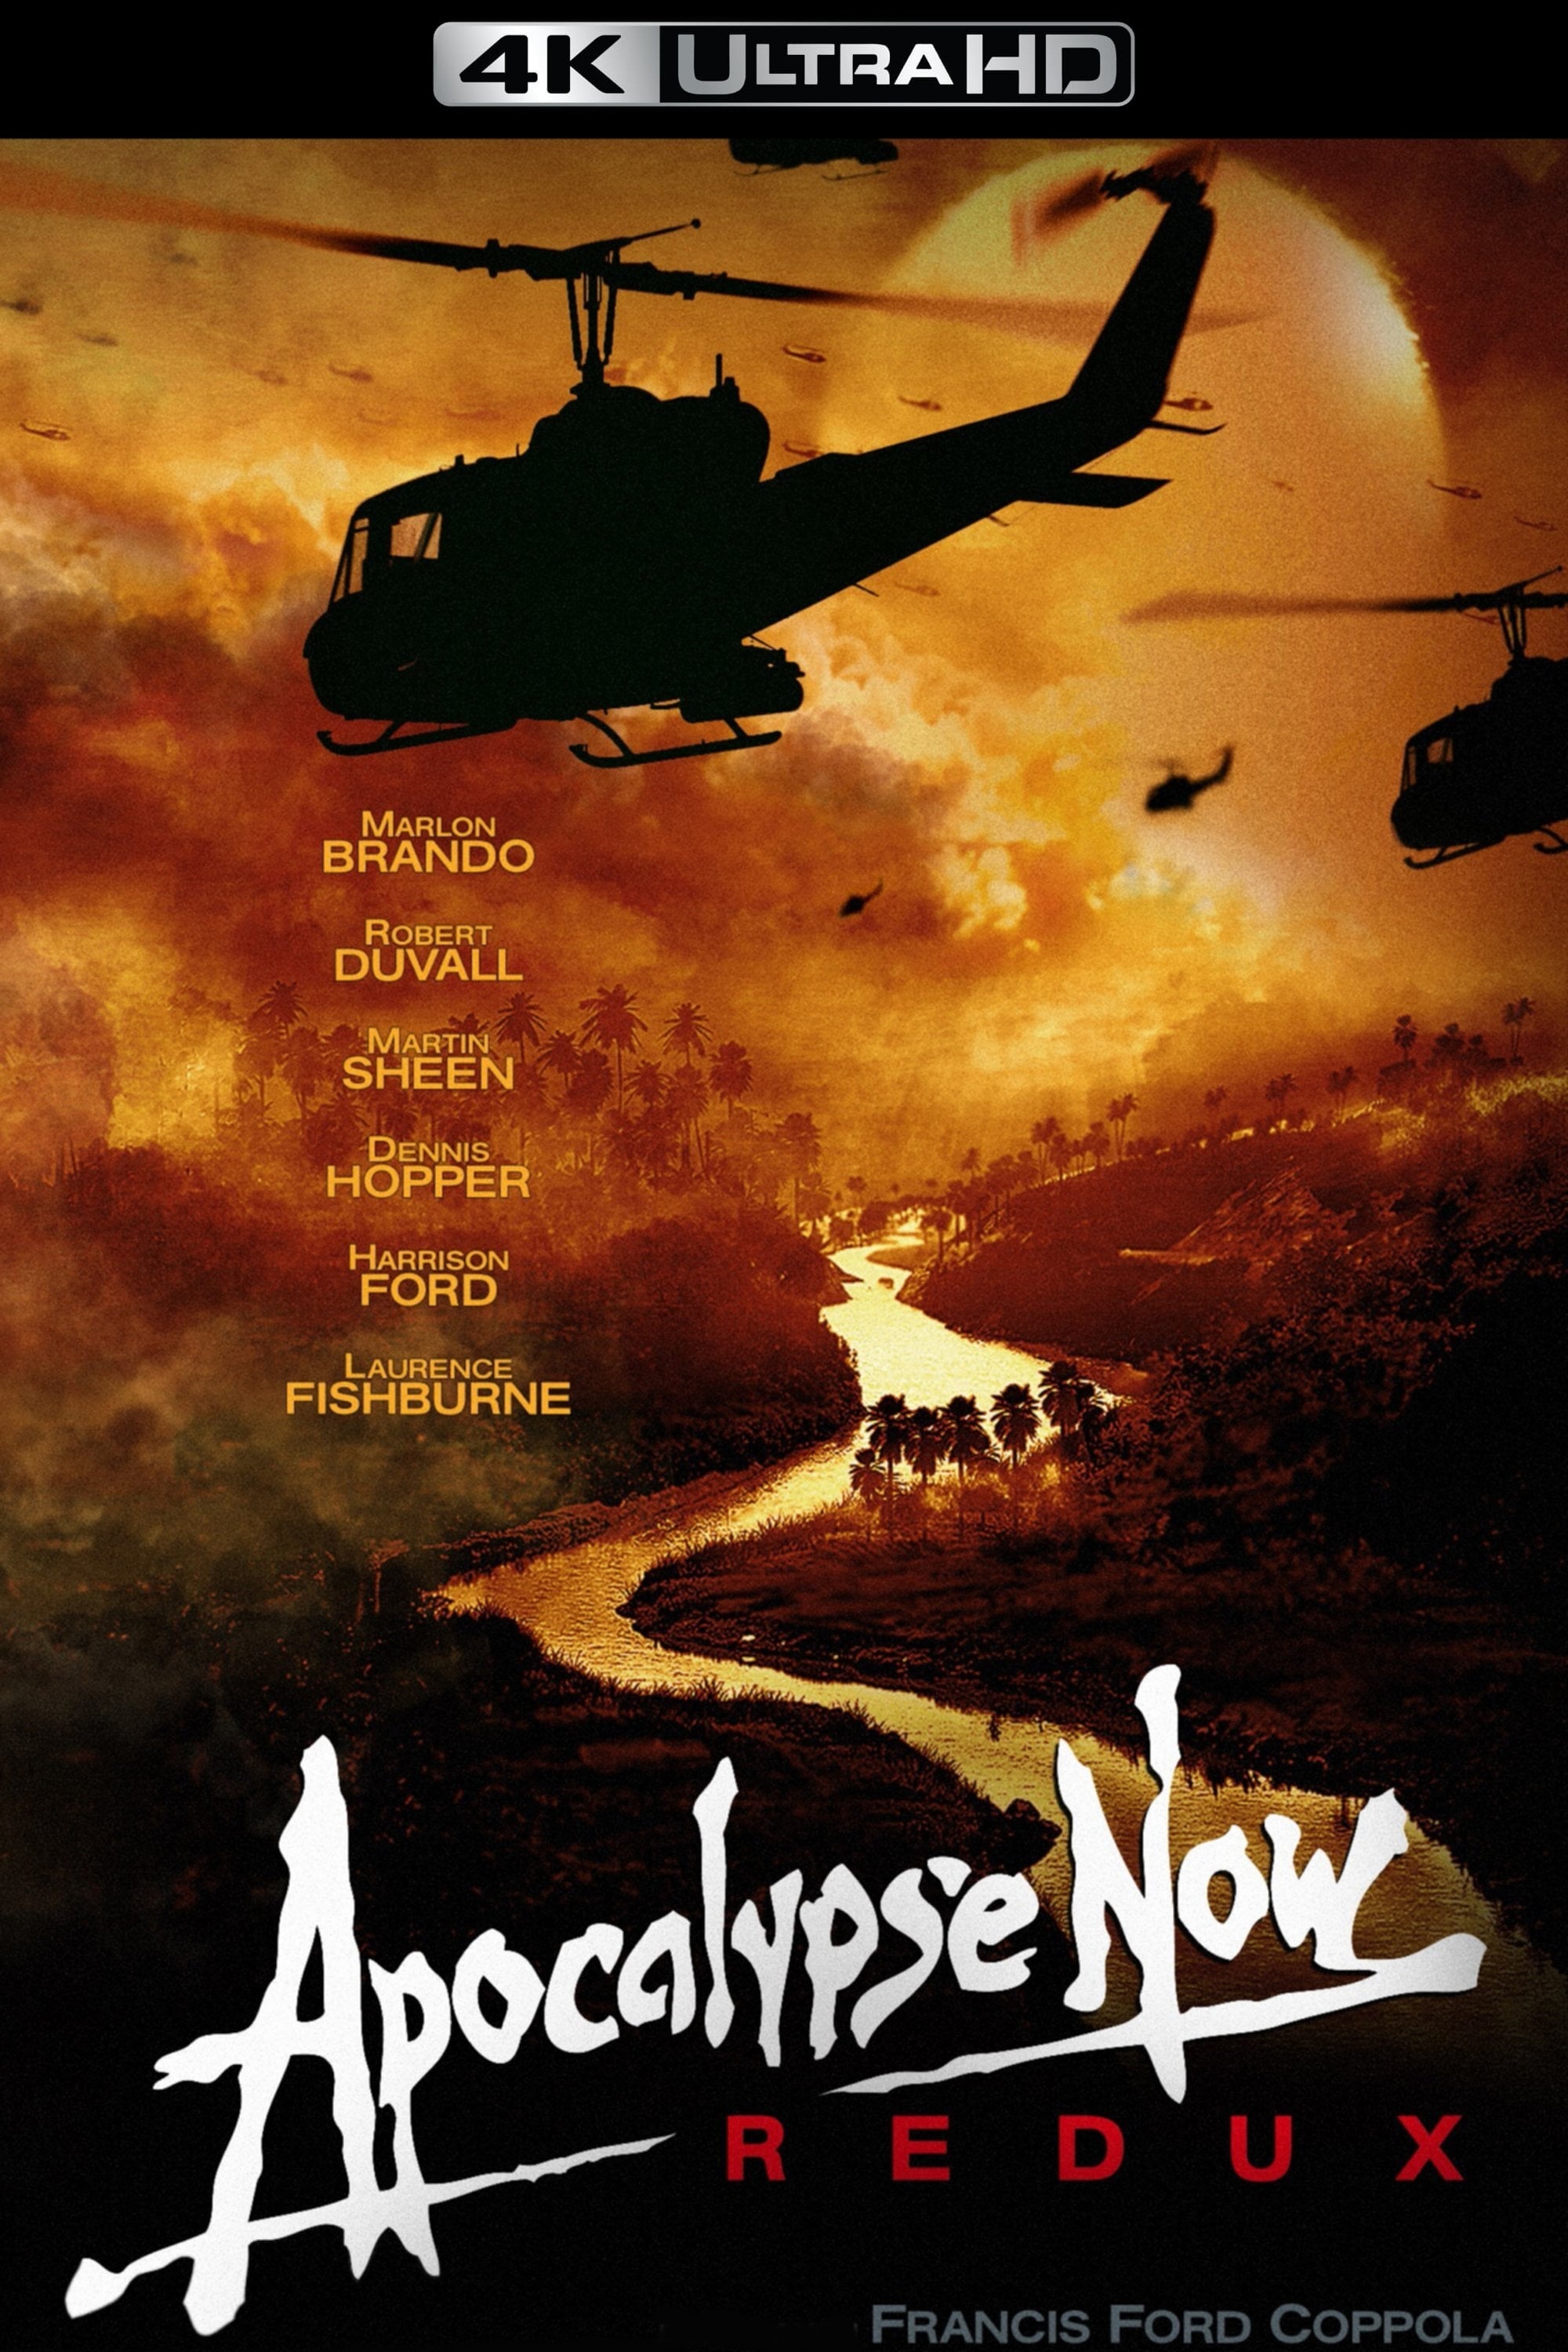 4K ULTRA HD
MARLON
BRANDO
ROBERT
DUVALL
MARTIN
SHEEN
DENNIS
HOPPER
HARRISON
FORD
LAURENCE
FISHBURNE
Apocalypse Now
REDUX
FRANCIS FORD COPPOLA